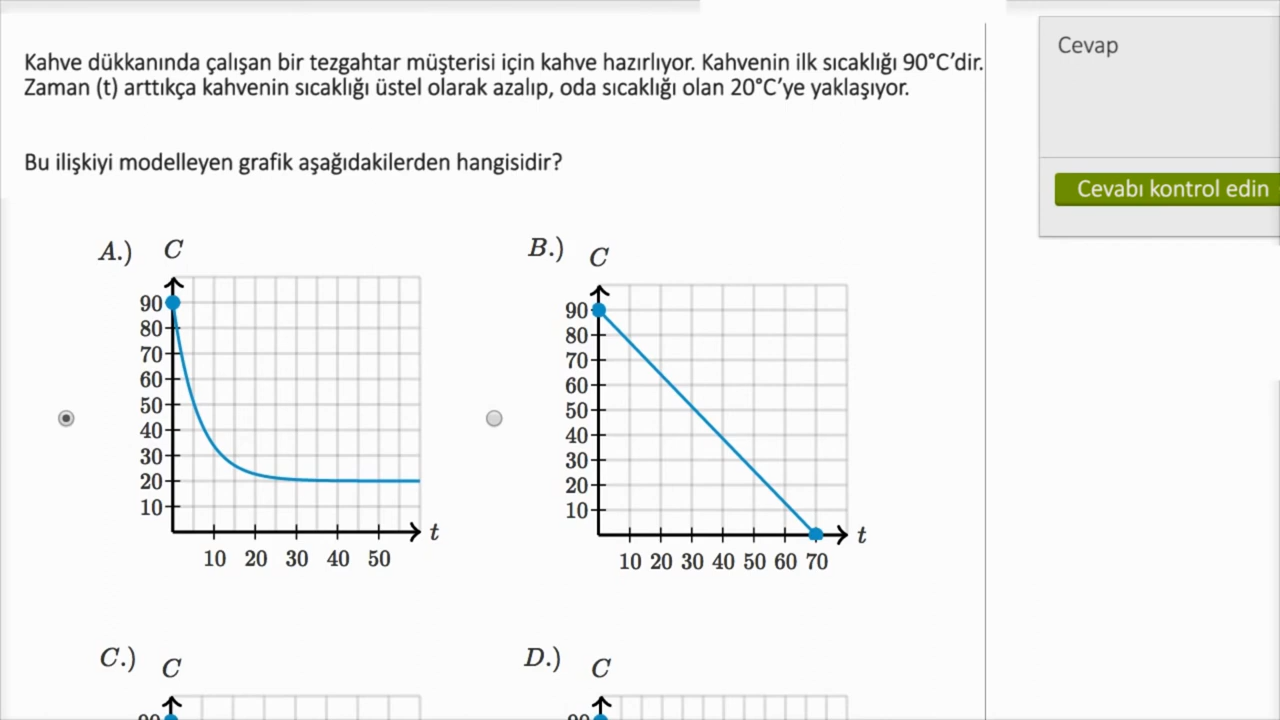 Kahve dükkanında çalışan bir tezgahtar müşterisi için kahve hazırlıyor. Kahvenin ilk sıcaklığı 90°C'dir.
Zaman (t) arttıkça kahvenin sıcaklığı üstel olarak azalıp, oda sıcaklığı olan 20°C'ye yaklaşıyor.
Bu ilişkiyi modelleyen grafik aşağıdakilerden hangisidir?
Cevap
Cevabı kontrol edin
A.) C
90
80
70
60
50
40
30
20
10
t
10 20 30 40 50
B.) C
90
80
70
60
50
40
30
20
10
t
10 20 30 40 50 60 70
C.) C
90
D.) C
90